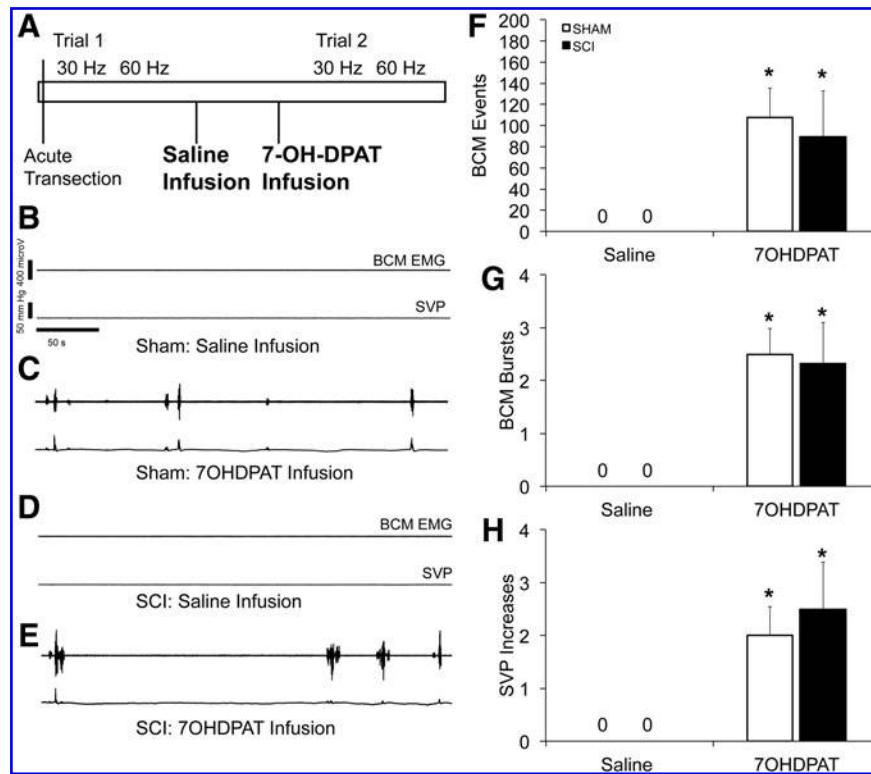 A
Trial 1
Trial 2
30 Hz 60 Hz
30 Hz 60 Hz
Acute
Transection
Saline
Infusion
7-OH-DPAT
Infusion
B
50 mm Hg 400 microV
BCM EMG
SVP
50 s
Sham: Saline Infusion
C
Sham: 7OHDPAT Infusion
D
BCM EMG
SVP
SCI: Saline Infusion
E
SCI: 7OHDPAT Infusion
F
SHAM
SCI
BCM Events
200
180
160
140
120
100
80
60
40
20
0
* *
0 0
Saline 7OHDPAT
G
BCM Bursts
4
3
2
1
0
* *
0 0
Saline 7OHDPAT
H
SVP Increases
4
3
2
1
0
* *
0 0
Saline 7OHDPAT